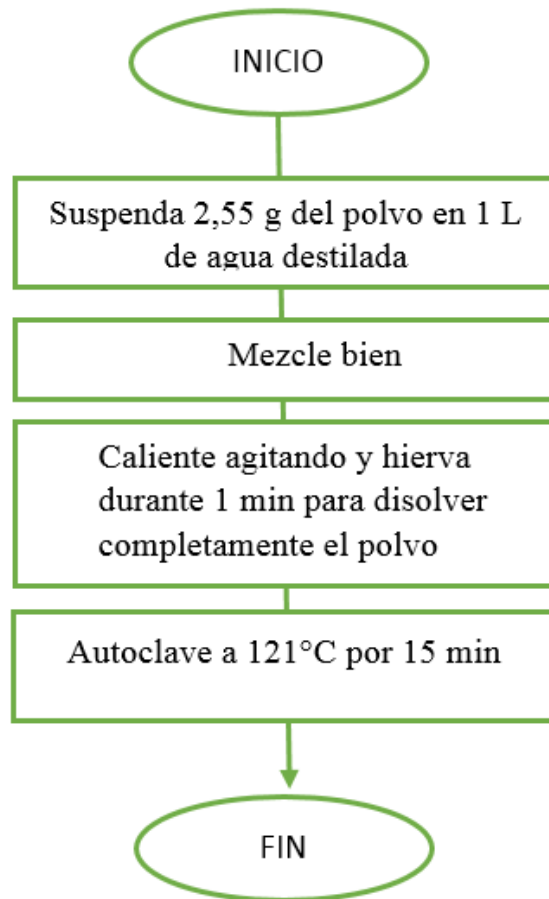 INICIO
Suspenda 2,55 g del polvo en 1 L
de agua destilada
Mezcle bien
Caliente agitando y hierva
durante 1 min para disolver
completamente el polvo
Autoclave a 121°C por 15 min
FIN